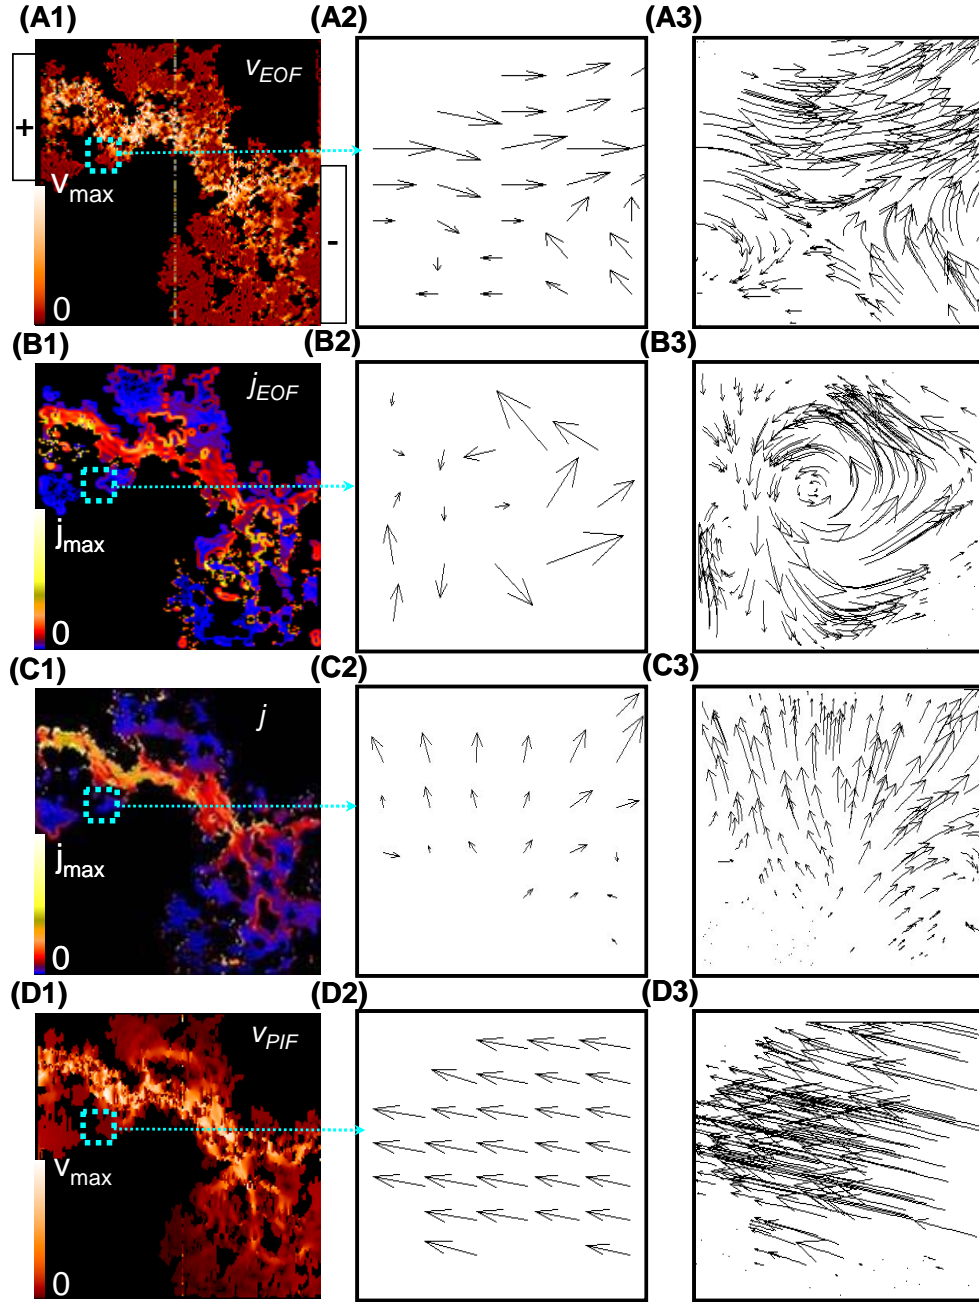 (A1) (A2) (A3)
vEOF
+
vmax
0
-
(B1) (B2) (B3)
jEOF
jmax
0
(C1) (C2) (C3)
j
jmax
0
(D1) (D2) (D3)
vPIF
vmax
0